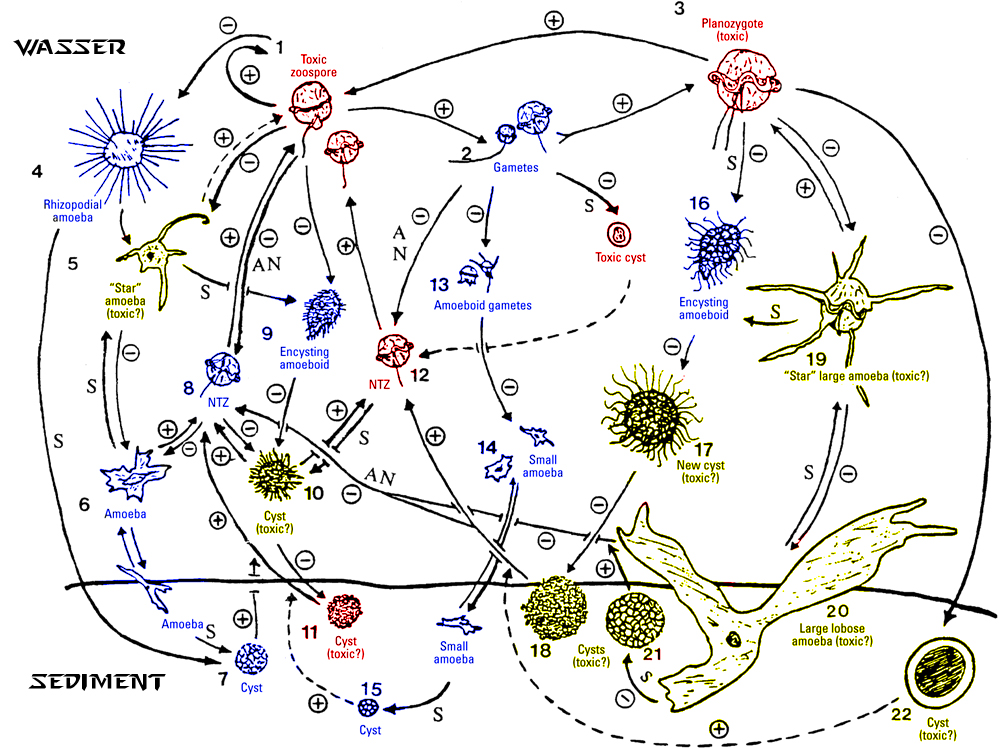 WASSER
1
Toxic
zoospore
3
Planozygote
(toxic)
2
Gametes
4
Rhizopodial
amoeba
5
"Star"
amoeba
(toxic?)
S
AN
A
N
S
Toxic cyst
S
16
Encysting
amoeboid
13
Amoeboid gametes
9
Encysting
amoeboid
S
19
"Star" large amoeba (toxic?)
8
NTZ
12
NTZ
S
S
S
17
New cyst
(toxic?)
14
Small
amoeba
AN
S
6
Amoeba
10
Cyst
(toxic?)
S
Amoeba
S
7
Cyst
11
Cyst
(toxic?)
Small
amoeba
18
Cysts
(toxic?)
21
S
20
Large lobose
amoeba (toxic?)
15
Cyst
S
22
Cyst
(toxic?)
SEDIMENT